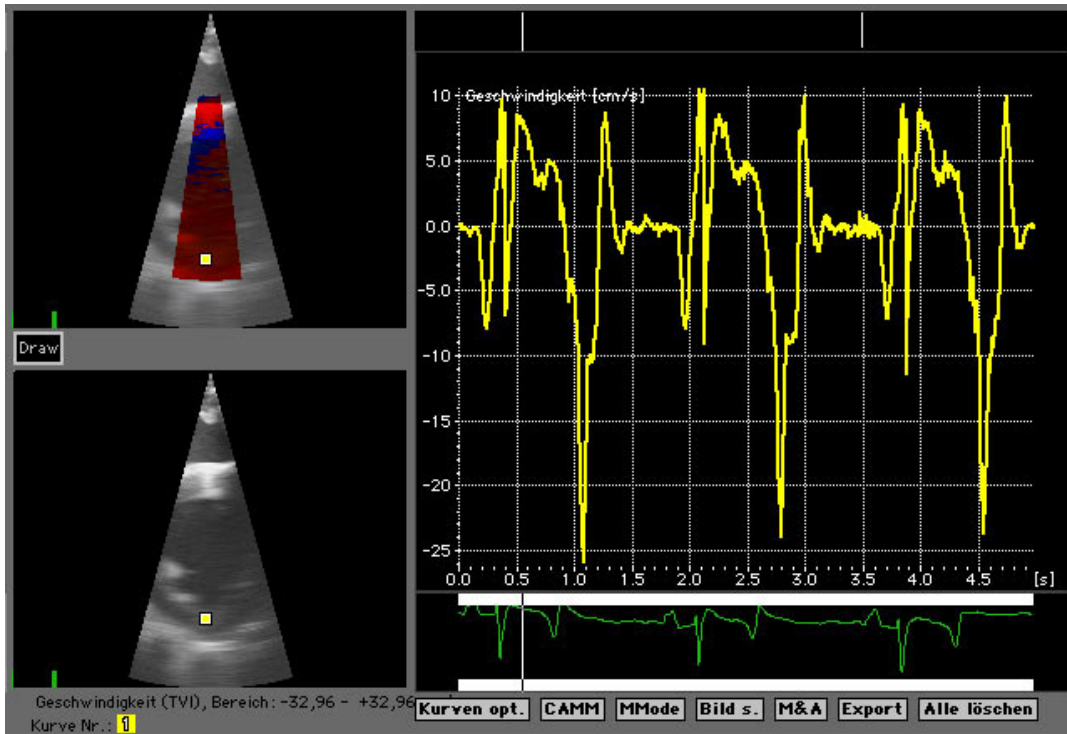 Geschwindigkeit [cm/s]
10
5.0
0.0
-5.0
-10
-15
-20
-25
0.0 0.5 1.0 1.5 2.0 2.5 3.0 3.5 4.0 4.5 [s]
Draw
Geschwindigkeit (TVI), Bereich: -32,96 - +32,96
Kurve Nr.: 1
Kurven opt. CAMM MMode Bild s. M&A Export Alle löschen